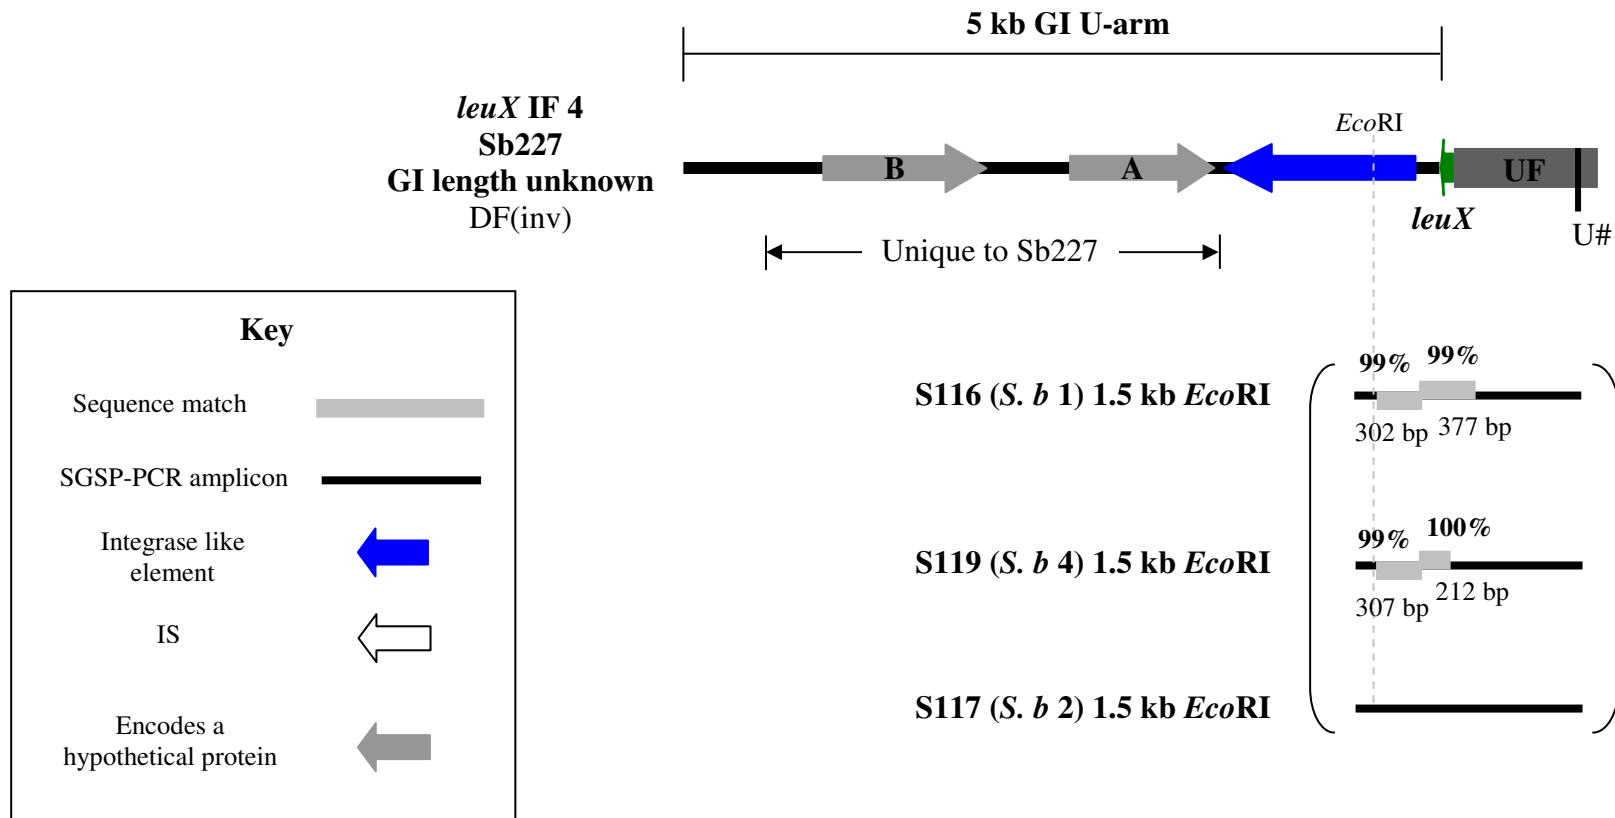 5 kb GI U-arm
leuX IF 4
Sb227
GI length unknown
DF(inv)
EcoRI
B
A
UF
leuX
U#
Unique to Sb227
Key
Sequence match
SGSP-PCR amplicon
Integrase like
element
IS
Encodes a
hypothetical protein
99% 99%
S116 (S. b 1) 1.5 kb EcoRI
302 bp 377 bp
99% 100%
S119 (S. b 4) 1.5 kb EcoRI
307 bp 212 bp
S117 (S. b 2) 1.5 kb EcoRI